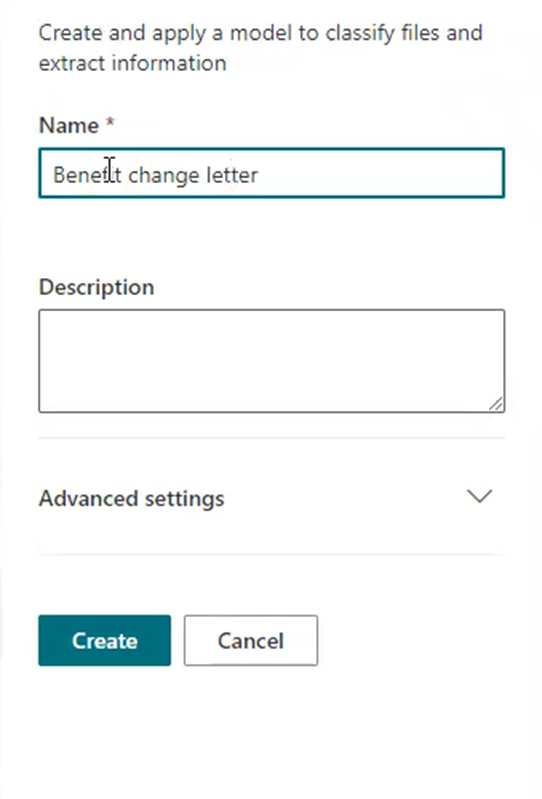 Create and apply a model to classify files and
extract information
Name *
Benefit change letter
Description
Advanced settings
Create
Cancel